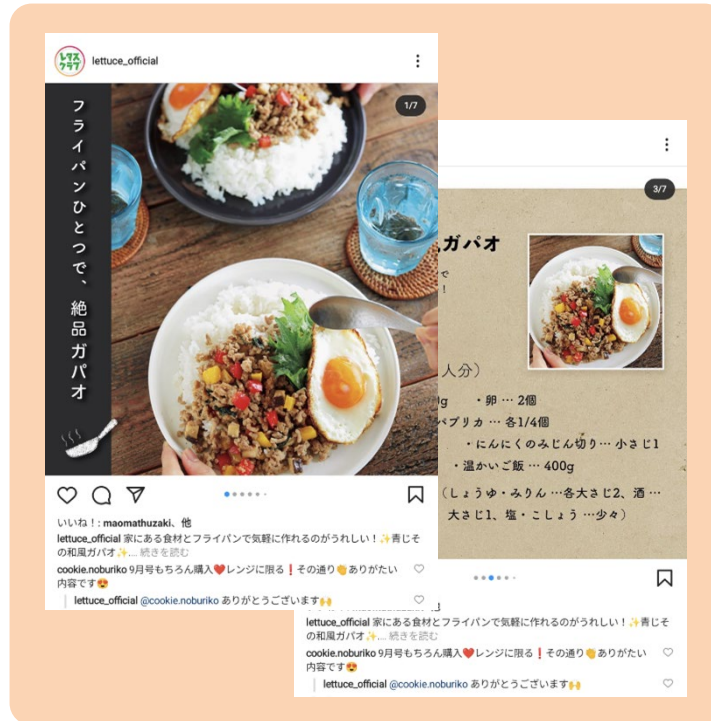 レタスクラブ
lettuce_official
1/7
フライパンひとつで、絶品ガパオ
いいね！: maomathuzaki、他
lettuce_official 家にある食材とフライパンで気軽に作れるのがうれしい！✨青じそ
の和風ガパオ✨... 続きを読む
cookie.noburiko 9月号もちろん購入❤️レンジに限る❗その通り👏ありがたい
内容です😍
lettuce_official @cookie.noburiko ありがとうございます🙌
3/7
ガパオ
で
！
人分）
g ・卵 … 2個
パプリカ … 各1/4個
・にんにくのみじん切り… 小さじ1
・温かいご飯 … 400g
（しょうゆ・みりん …各大さじ2、酒 …
大さじ1、塩・こしょう …少々）
lettuce_official 家にある食材とフライパンで気軽に作れるのがうれしい！✨青じそ
の和風ガパオ✨... 続きを読む
cookie.noburiko 9月号もちろん購入❤️レンジに限る❗その通り👏ありがたい
内容です😍
lettuce_official @cookie.noburiko ありがとうございます🙌